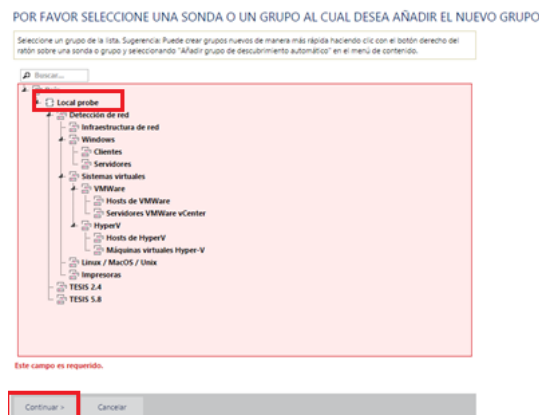 POR FAVOR SELECCIONE UNA SONDA O UN GRUPO AL CUAL DESEA AÑADIR EL NUEVO GRUPO
Seleccione un grupo de la lista. Sugerencia: Puede crear grupos nuevos de manera más rápida haciendo clic con el botón derecho del
ratón sobre una sonda o grupo y seleccionando "Añadir grupo de descubrimiento automático" en el menú de contenido.
Buscar...
Local probe
Detección de red
Infraestructura de red
Windows
Clientes
Servidores
Sistemas virtuales
VMWare
Hosts de VMWare
Servidores VMWare vCenter
HyperV
Hosts de HyperV
Máquinas virtuales Hyper-V
Linux / MacOS / Unix
Impresoras
TESIS 2.4
TESIS 5.8
Este campo es requerido.
Continuar >
Cancelar